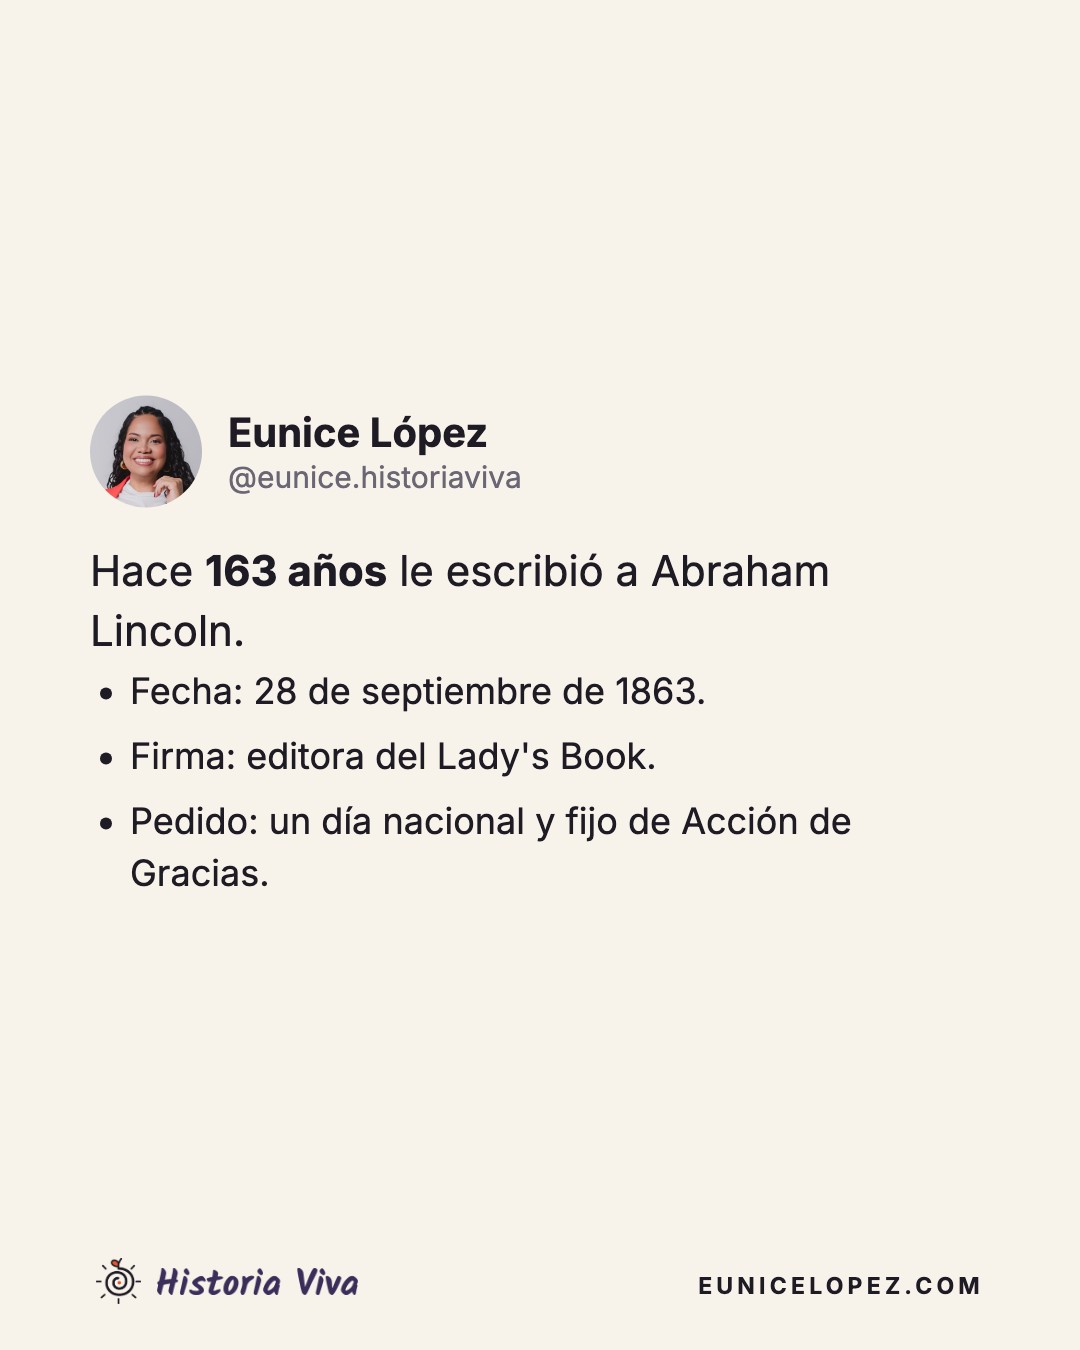 Eunice López
@eunice.historiaviva
Hace 163 años le escribió a Abraham
Lincoln.
• Fecha: 28 de septiembre de 1863.
• Firma: editora del Lady's Book.
• Pedido: un día nacional y fijo de Acción de
Gracias.
Historia Viva
EUNICELOPEZ.COM